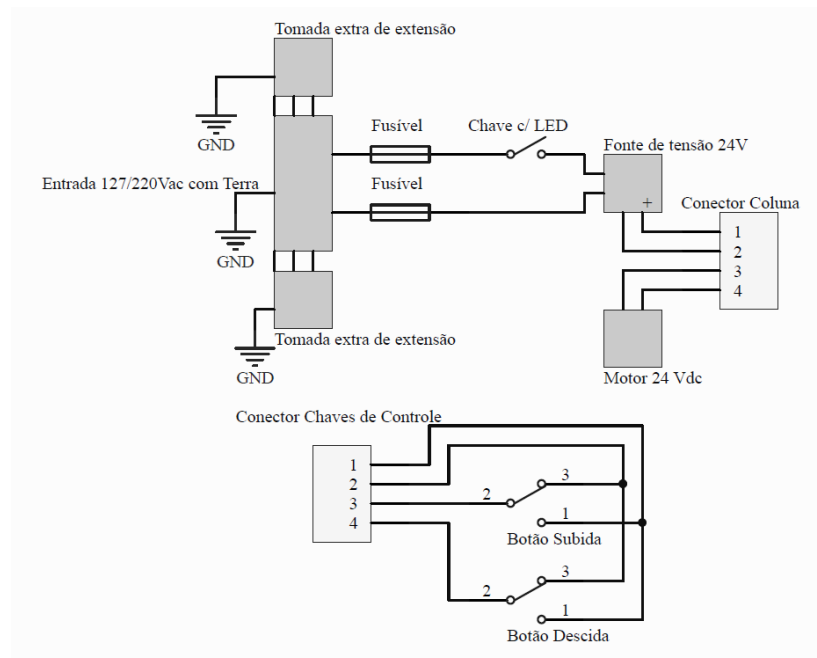 Tomada extra de extensão
GND
Fusível
Chave c/ LED
Fonte de tensão 24V
+
Entrada 127/220Vac com Terra
Fusível
Conector Coluna
1
2
3
4
GND
Tomada extra de extensão
GND
Motor 24 Vdc
Conector Chaves de Controle
1
2
3
4
2
3
1
Botão Subida
2
3
1
Botão Descida